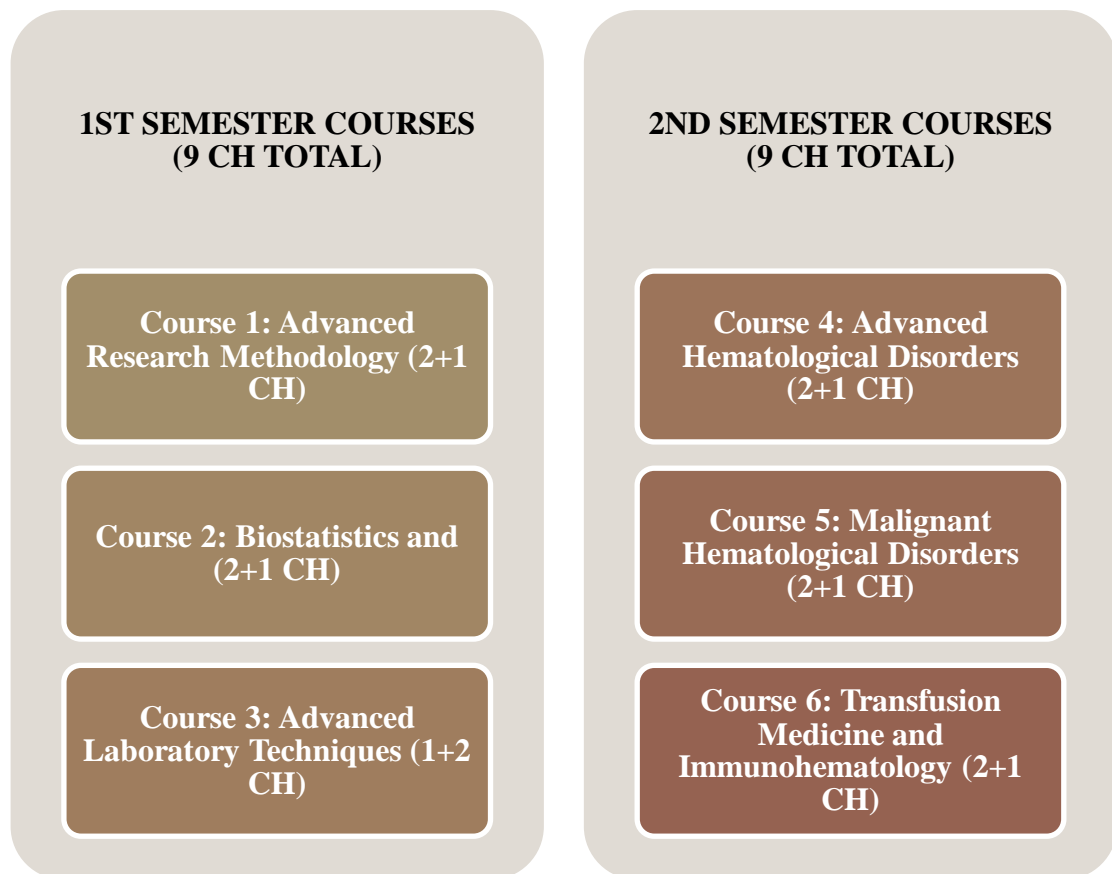 1ST SEMESTER COURSES
(9 CH TOTAL)
Course 1: Advanced
Research Methodology (2+1
CH)
Course 2: Biostatistics and
(2+1 CH)
Course 3: Advanced
Laboratory Techniques (1+2
CH)
2ND SEMESTER COURSES
(9 CH TOTAL)
Course 4: Advanced
Hematological Disorders
(2+1 CH)
Course 5: Malignant
Hematological Disorders
(2+1 CH)
Course 6: Transfusion
Medicine and
Immunohematology (2+1
CH)